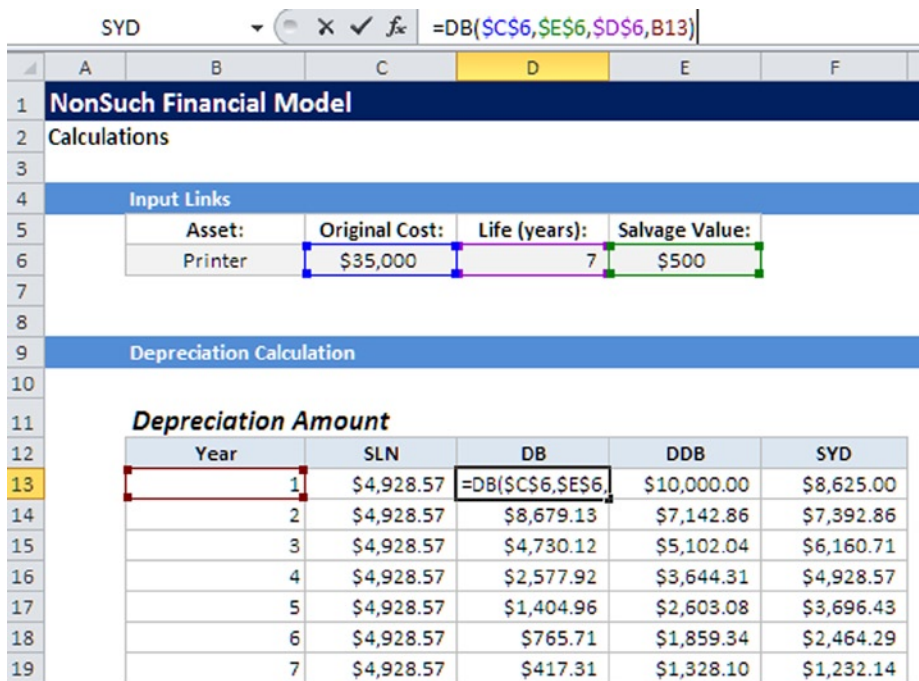 SYD =DB($C$6,$E$6,$D$6,B13)
A B C D E F
1 NonSuch Financial Model
2 Calculations
3
4 Input Links
5 Asset: Original Cost: Life (years): Salvage Value:
6 Printer $35,000 7 $500
7
8
9 Depreciation Calculation
10
11 Depreciation Amount
12 Year SLN DB DDB SYD
13 1 $4,928.57 =DB($C$6,$E$6, $10,000.00 $8,625.00
14 2 $4,928.57 $8,679.13 $7,142.86 $7,392.86
15 3 $4,928.57 $4,730.12 $5,102.04 $6,160.71
16 4 $4,928.57 $2,577.92 $3,644.31 $4,928.57
17 5 $4,928.57 $1,404.96 $2,603.08 $3,696.43
18 6 $4,928.57 $765.71 $1,859.34 $2,464.29
19 7 $4,928.57 $417.31 $1,328.10 $1,232.14